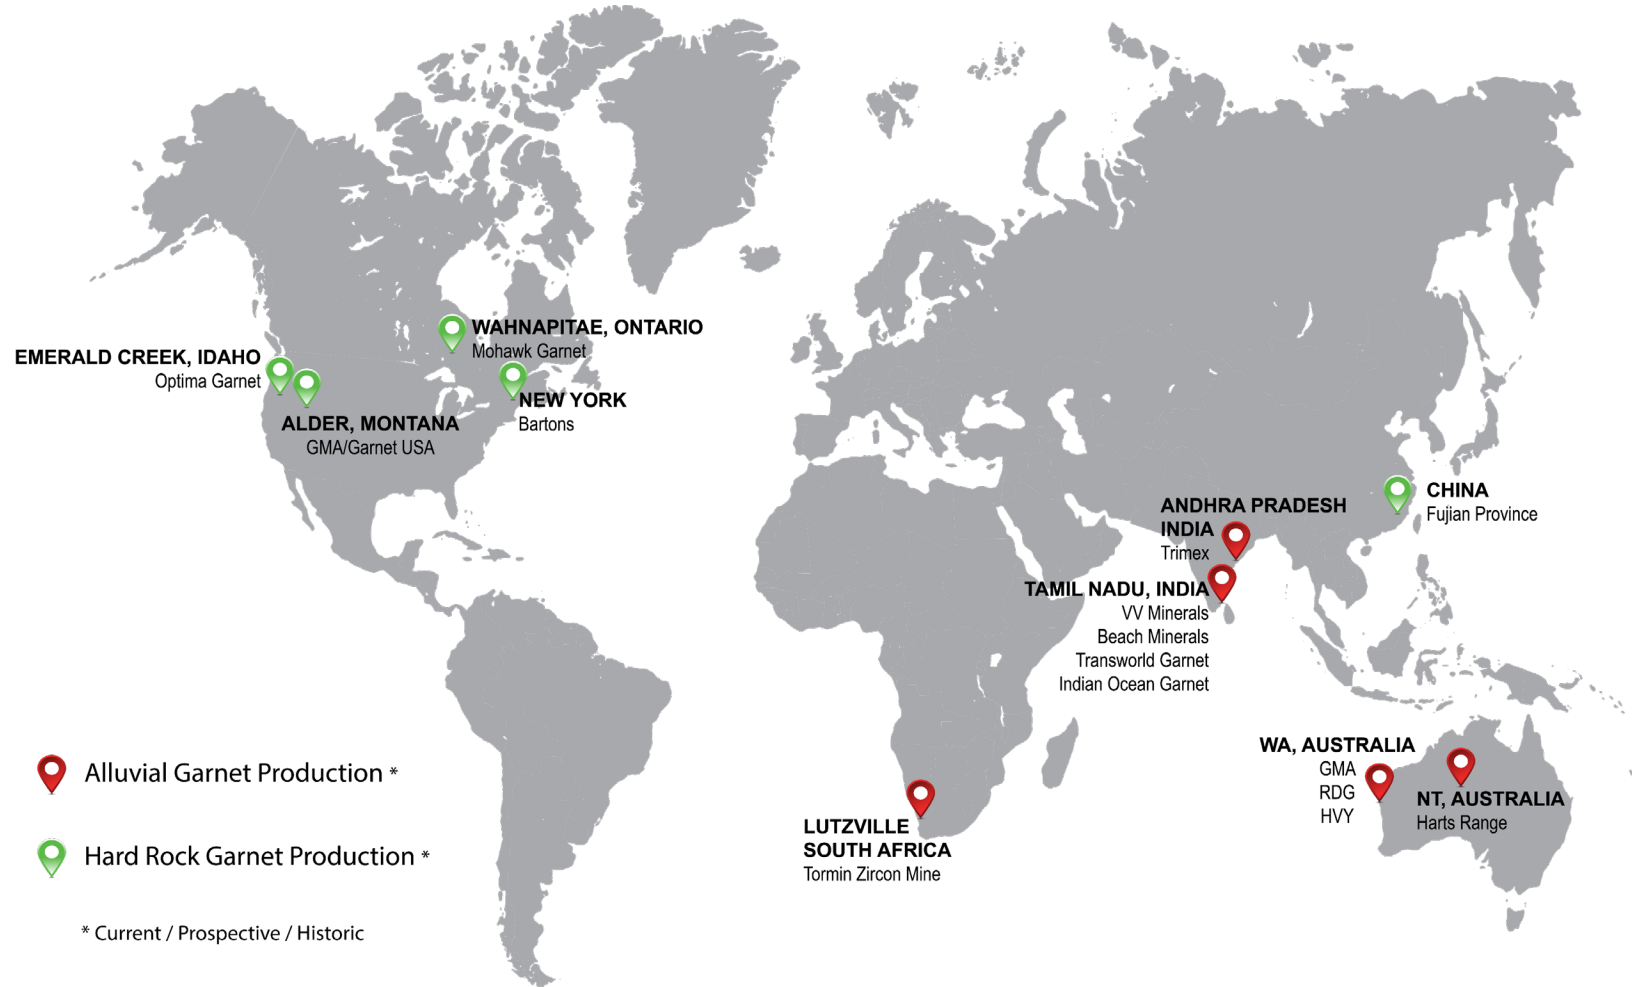 WAHNAPITAE, ONTARIO
Mohawk Garnet
EMERALD CREEK, IDAHO
Optima Garnet
NEW YORK
Bartons
ALDER, MONTANA
GMA/Garnet USA
CHINA
Fujian Province
ANDHRA PRADESH
INDIA
Trimex
TAMIL NADU, INDIA
VV Minerals
Beach Minerals
Transworld Garnet
Indian Ocean Garnet
WA, AUSTRALIA
GMA
RDG
HVY
NT, AUSTRALIA
Harts Range
LUTZVILLE
SOUTH AFRICA
Tormin Zircon Mine
Alluvial Garnet Production *
Hard Rock Garnet Production *
* Current / Prospective / Historic